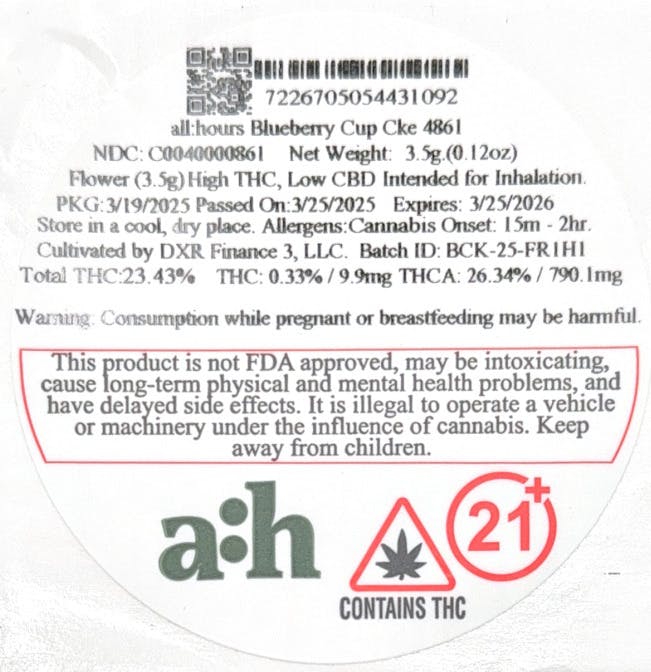 7226705054431092
all:hours Blueberry Cup Cke 4861
NDC: C0040000861 Net Weight: 3.5g.(0.12oz)
Flower (3.5g) High THC, Low CBD Intended for Inhalation.
PKG:3/19/2025 Passed On:3/25/2025 Expires: 3/25/2026
Store in a cool, dry place. Allergens:Cannabis Onset: 15m - 2hr.
Cultivated by DXR Finance 3, LLC. Batch ID: BCK-25-FR1H1
Total THC:23.43% THC: 0.33% / 9.9mg THCA: 26.34% / 790.1mg
Warning: Consumption while pregnant or breastfeeding may be harmful.
This product is not FDA approved, may be intoxicating,
cause long-term physical and mental health problems, and
have delayed side effects. It is illegal to operate a vehicle
or machinery under the influence of cannabis. Keep
away from children.
a:h
21+
CONTAINS THC